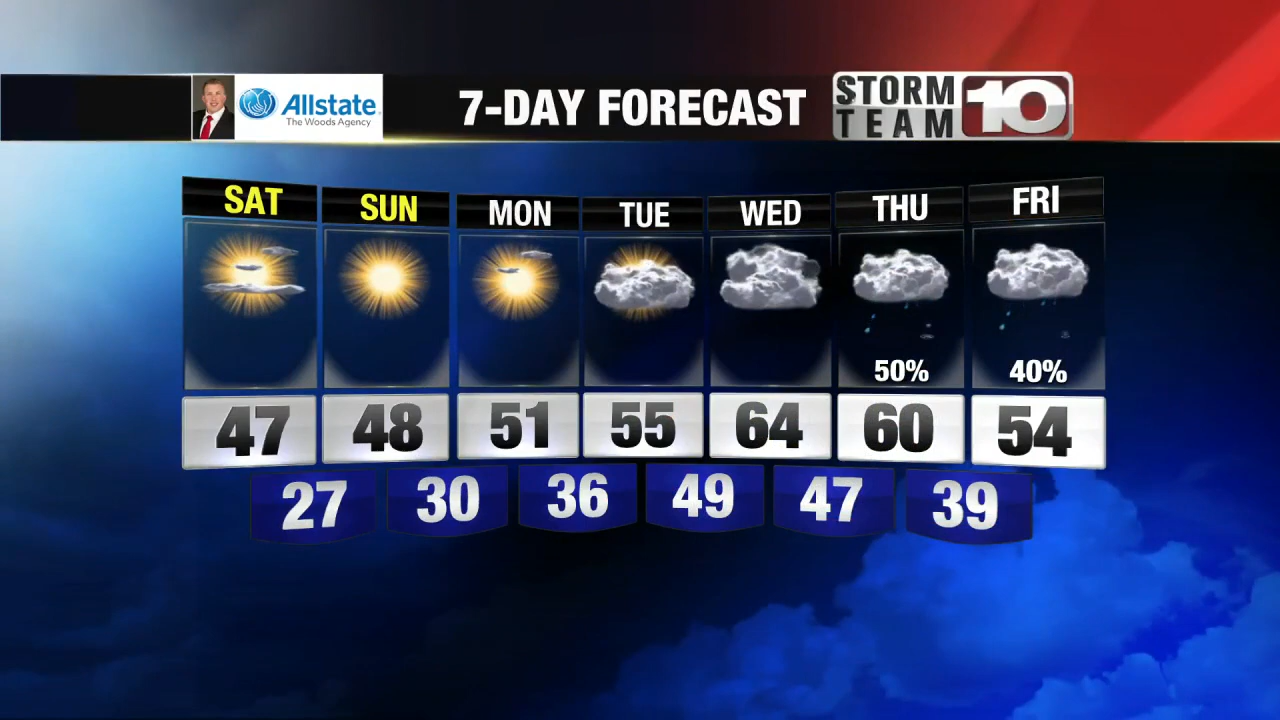 Allstate.
The Woods Agency
7-DAY FORECAST
STORM
TEAM
10
SAT SUN MON TUE WED THU FRI
50% 40%
47 48 51 55 64 60 54
27 30 36 49 47 39